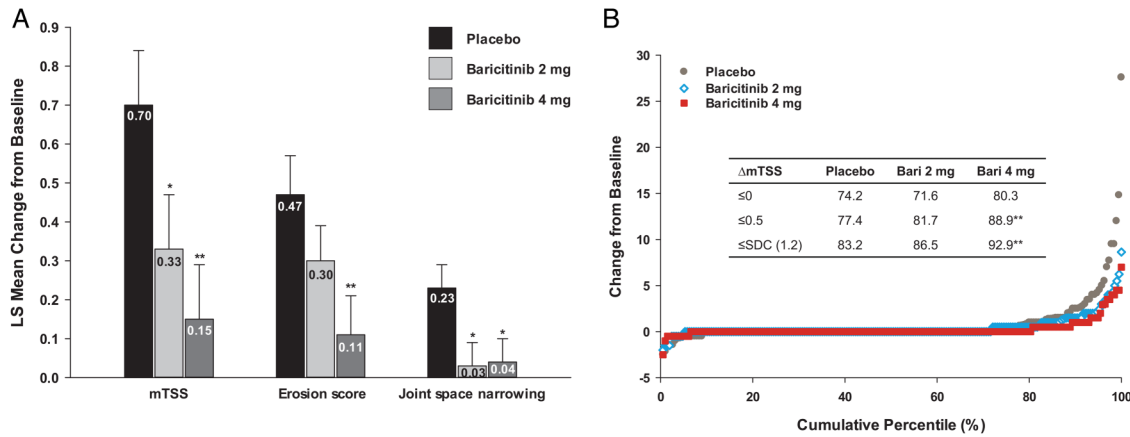 A
LS Mean Change from Baseline
0.9
0.8
0.7
0.6
0.5
0.4
0.3
0.2
0.1
0.0
Placebo
Baricitinib 2 mg
Baricitinib 4 mg
0.70
*
0.33
**
0.15
0.47
0.30
**
0.11
0.23
*
0.03
*
0.04
mTSS Erosion score Joint space narrowing
B
Change from Baseline
30
25
20
15
10
5
0
-5
Placebo
Baricitinib 2 mg
Baricitinib 4 mg
ΔmTSS Placebo Bari 2 mg Bari 4 mg
≤0 74.2 71.6 80.3
≤0.5 77.4 81.7 88.9**
≤SDC (1.2) 83.2 86.5 92.9**
0 20 40 60 80 100
Cumulative Percentile (%)